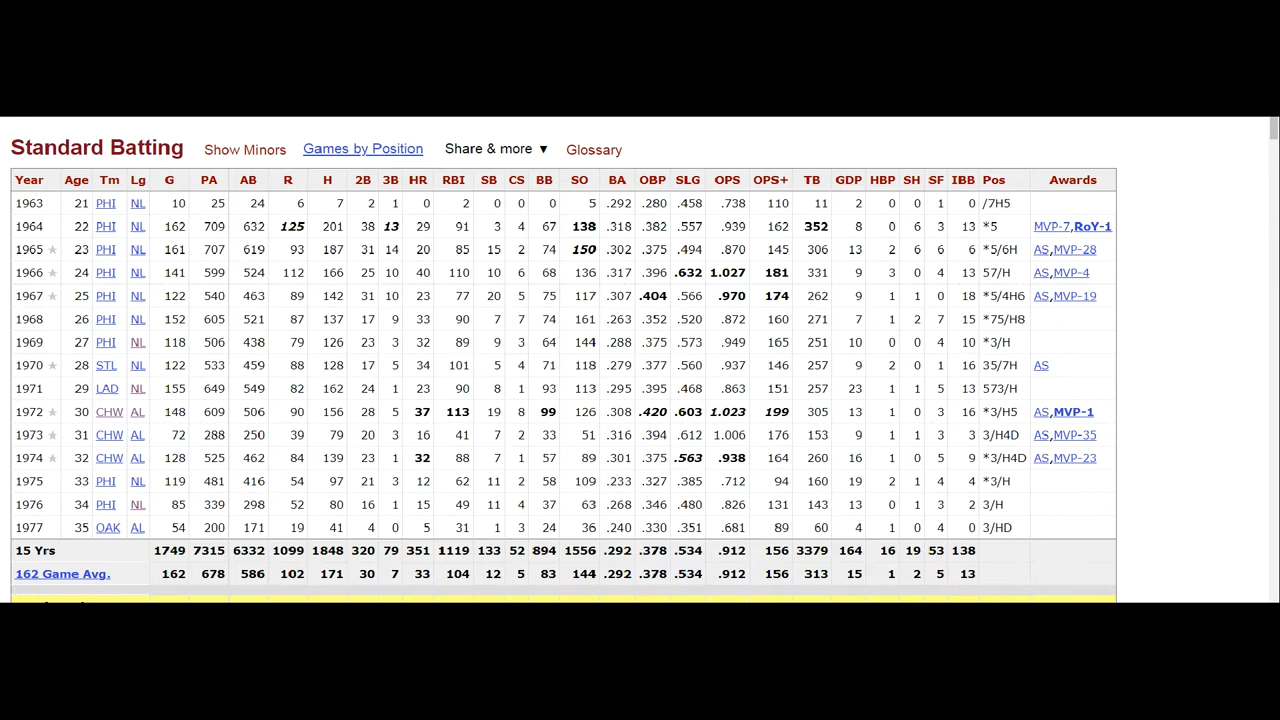 Standard Batting Show Minors Games by Position Share & more ▼ Glossary
Year Age Tm Lg G PA AB R H 2B 3B HR RBI SB CS BB SO BA OBP SLG OPS OPS+ TB GDP HBP SH SF IBB Pos Awards
1963 21 PHI NL 10 25 24 6 7 2 1 0 2 0 0 0 5 .292 .280 .458 .738 110 11 2 0 0 1 0 /7H5
1964 22 PHI NL 162 709 632 125 201 38 13 29 91 3 4 67 138 .318 .382 .557 .939 162 352 8 0 6 3 13 *5 MVP-7,RoY-1
1965 ★ 23 PHI NL 161 707 619 93 187 31 14 20 85 15 2 74 150 .302 .375 .494 .870 145 306 13 2 6 6 6 *5/6H AS,MVP-28
1966 ★ 24 PHI NL 141 599 524 112 166 25 10 40 110 10 6 68 136 .317 .396 .632 1.027 181 331 9 3 0 4 13 57/H AS,MVP-4
1967 ★ 25 PHI NL 122 540 463 89 142 31 10 23 77 20 5 75 117 .307 .404 .566 .970 174 262 9 1 1 0 18 *5/4H6 AS,MVP-19
1968 26 PHI NL 152 605 521 87 137 17 9 33 90 7 7 74 161 .263 .352 .520 .872 160 271 7 1 2 7 15 *75/H8
1969 27 PHI NL 118 506 438 79 126 23 3 32 89 9 3 64 144 .288 .375 .573 .949 165 251 10 0 0 4 10 *3/H
1970 ★ 28 STL NL 122 533 459 88 128 17 5 34 101 5 4 71 118 .279 .377 .560 .937 146 257 9 2 0 1 16 35/7H AS
1971 29 LAD NL 155 649 549 82 162 24 1 23 90 8 1 93 113 .295 .395 .468 .863 151 257 23 1 1 5 13 573/H
1972 ★ 30 CHW AL 148 609 506 90 156 28 5 37 113 19 8 99 126 .308 .420 .603 1.023 199 305 13 1 0 3 16 *3/H5 AS,MVP-1
1973 ★ 31 CHW AL 72 288 250 39 79 20 3 16 41 7 2 33 51 .316 .394 .612 1.006 176 153 9 1 1 3 3 3/H4D AS,MVP-35
1974 ★ 32 CHW AL 128 525 462 84 139 23 1 32 88 7 1 57 89 .301 .375 .563 .938 164 260 16 1 0 5 9 *3/H4D AS,MVP-23
1975 33 PHI NL 119 481 416 54 97 21 3 12 62 11 2 58 109 .233 .327 .385 .712 94 160 19 2 1 4 4 *3/H
1976 34 PHI NL 85 339 298 52 80 16 1 15 49 11 4 37 63 .268 .346 .480 .826 131 143 13 0 1 3 2 3/H
1977 35 OAK AL 54 200 171 19 41 4 0 5 31 1 3 24 36 .240 .330 .351 .681 89 60 4 1 0 4 0 3/HD
15 Yrs 1749 7315 6332 1099 1848 320 79 351 1119 133 52 894 1556 .292 .378 .534 .912 156 3379 164 16 19 53 138
162 Game Avg. 162 678 586 102 171 30 7 33 104 12 5 83 144 .292 .378 .534 .912 156 313 15 1 2 5 13